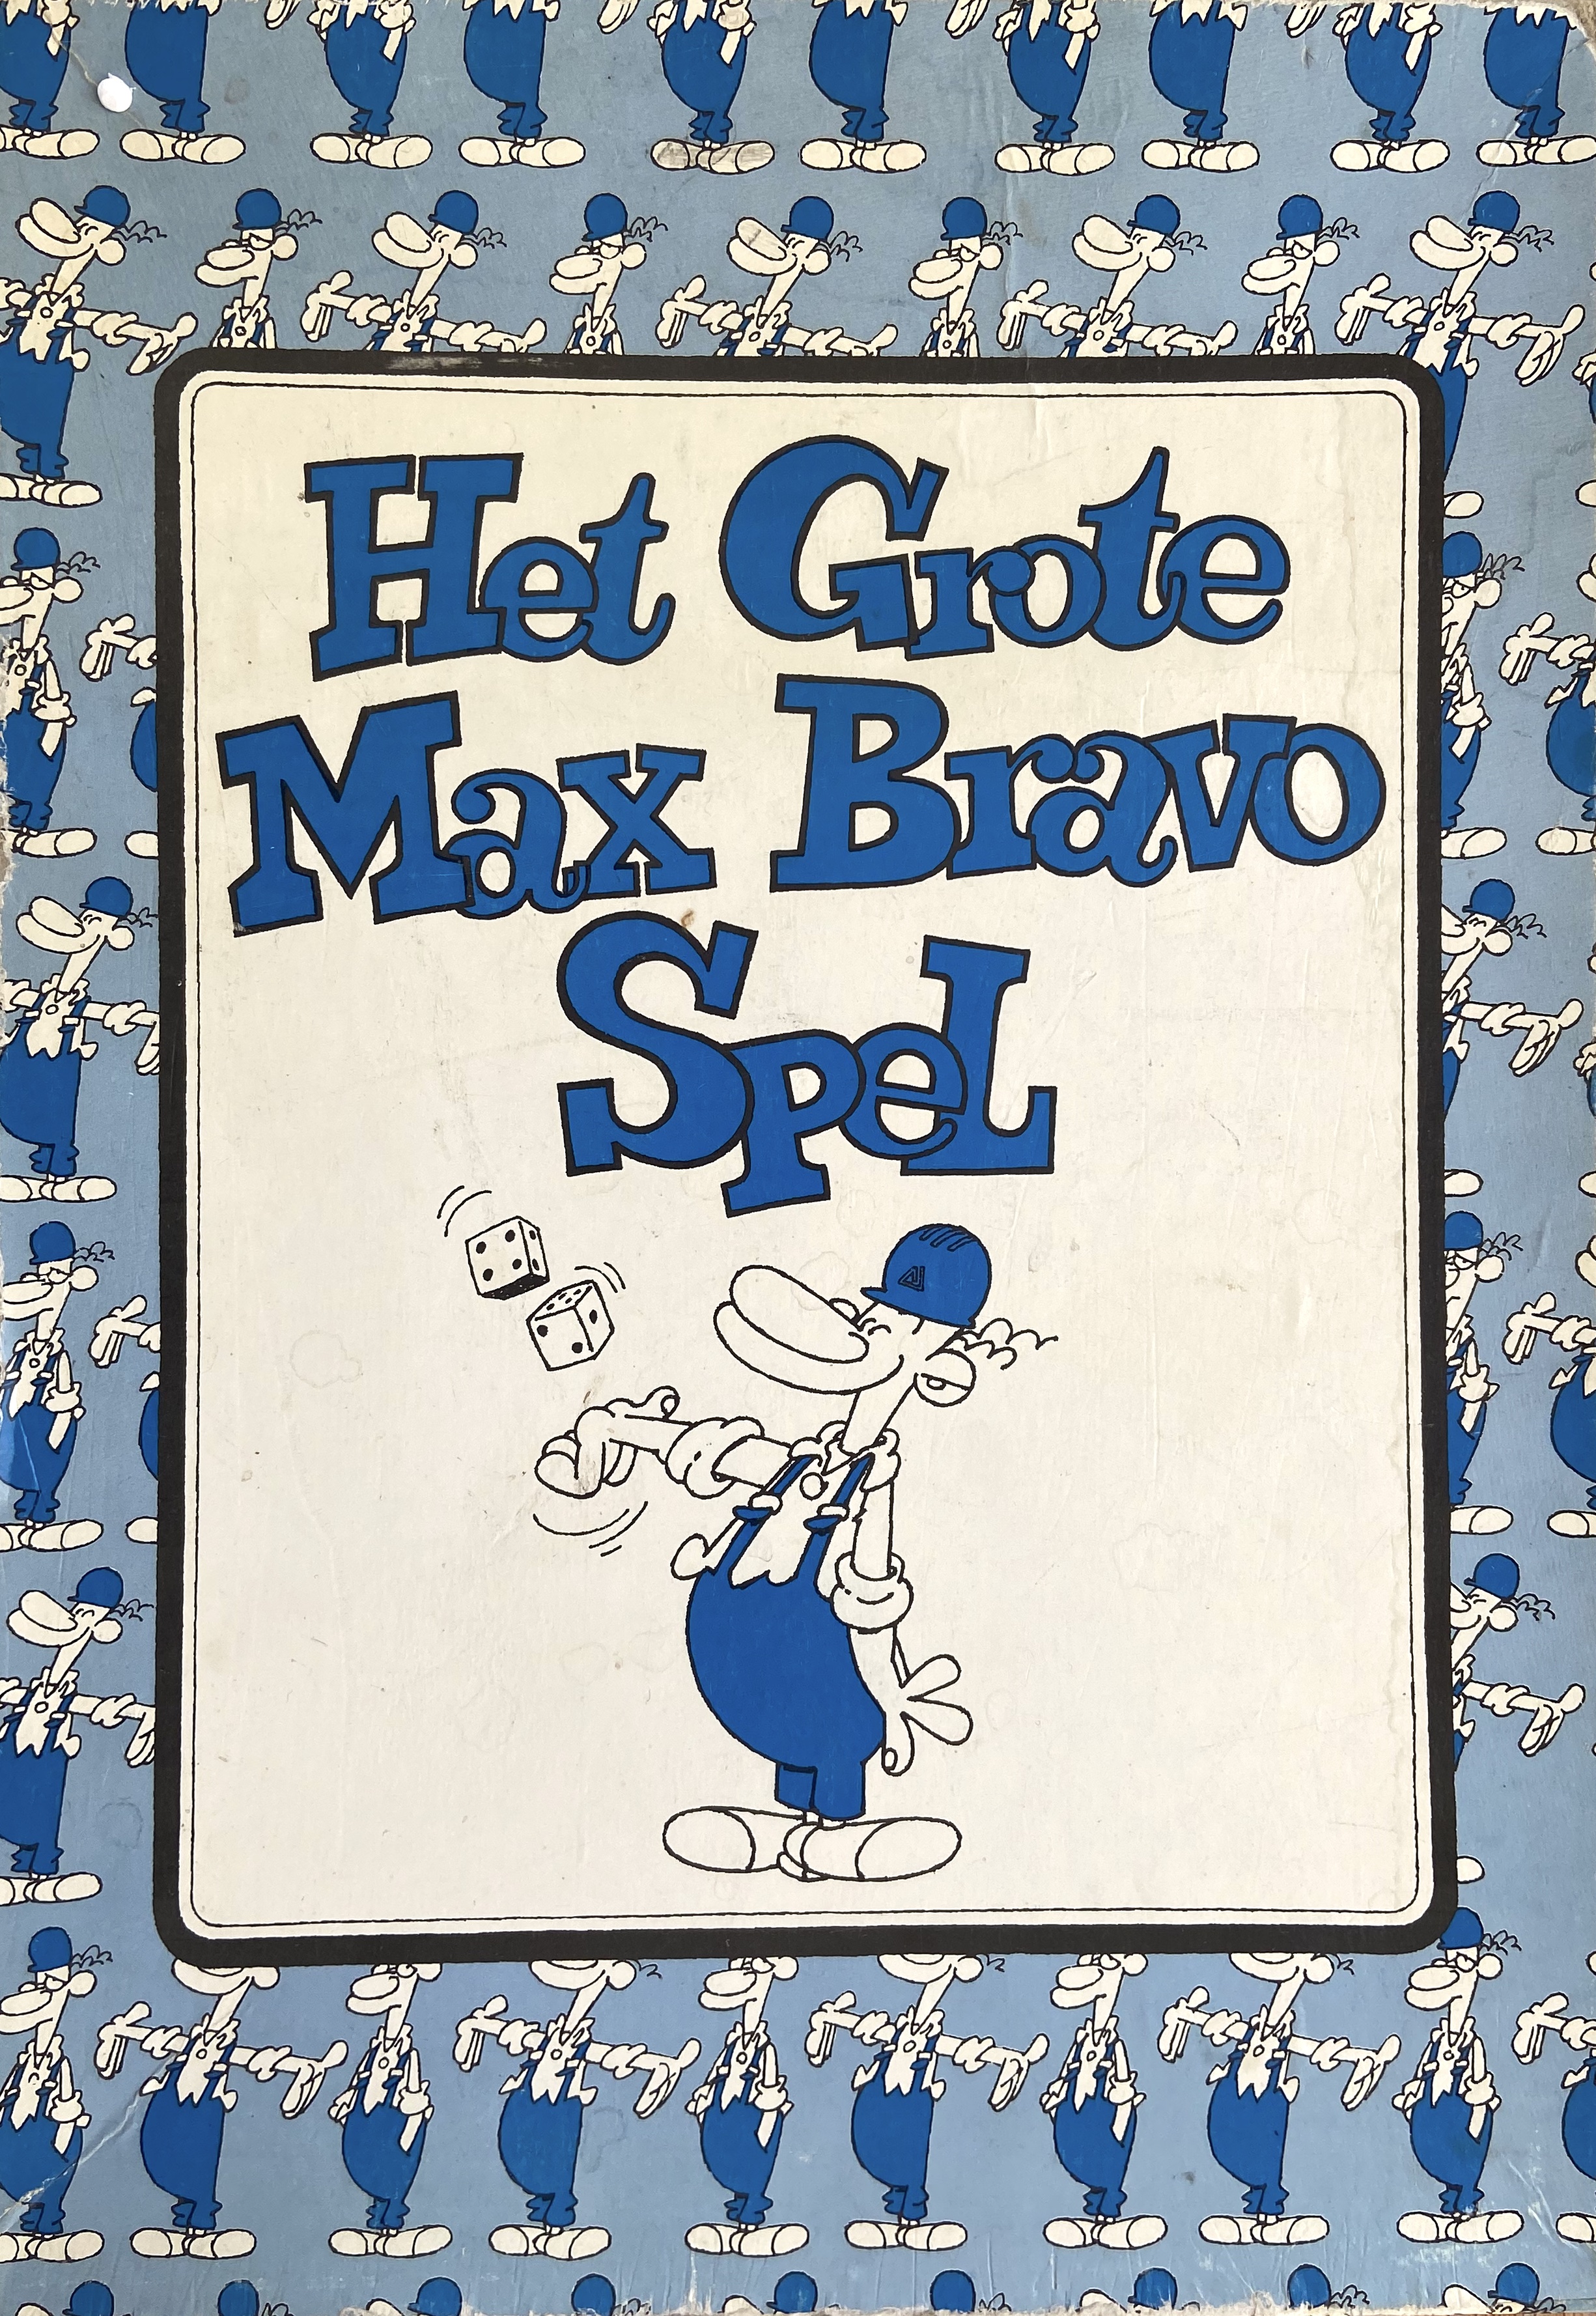 Het Grote
Max Bravo
Spel